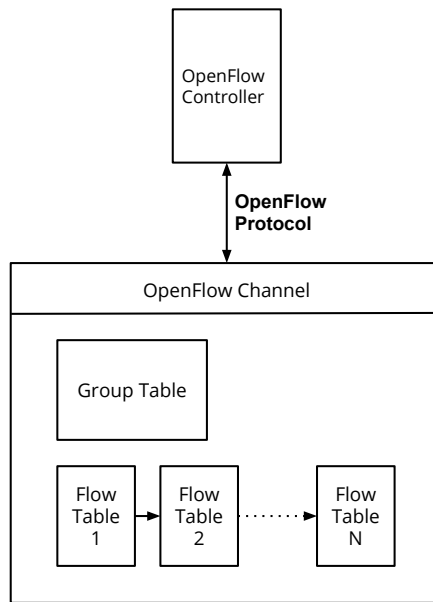 OpenFlow
Controller
OpenFlow
Protocol
OpenFlow Channel
Group Table
Flow
Table
1
Flow
Table
2
Flow
Table
N